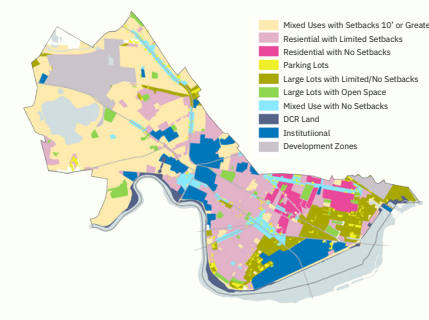 Mixed Uses with Setbacks 10' or Greate
Resiential with Limited Setbacks
Residential with No Setbacks
Parking Lots
Large Lots with Limited/No Setbacks
Large Lots with Open Space
Mixed Use with No Setbacks
DCR Land
Institutiional
Development Zones